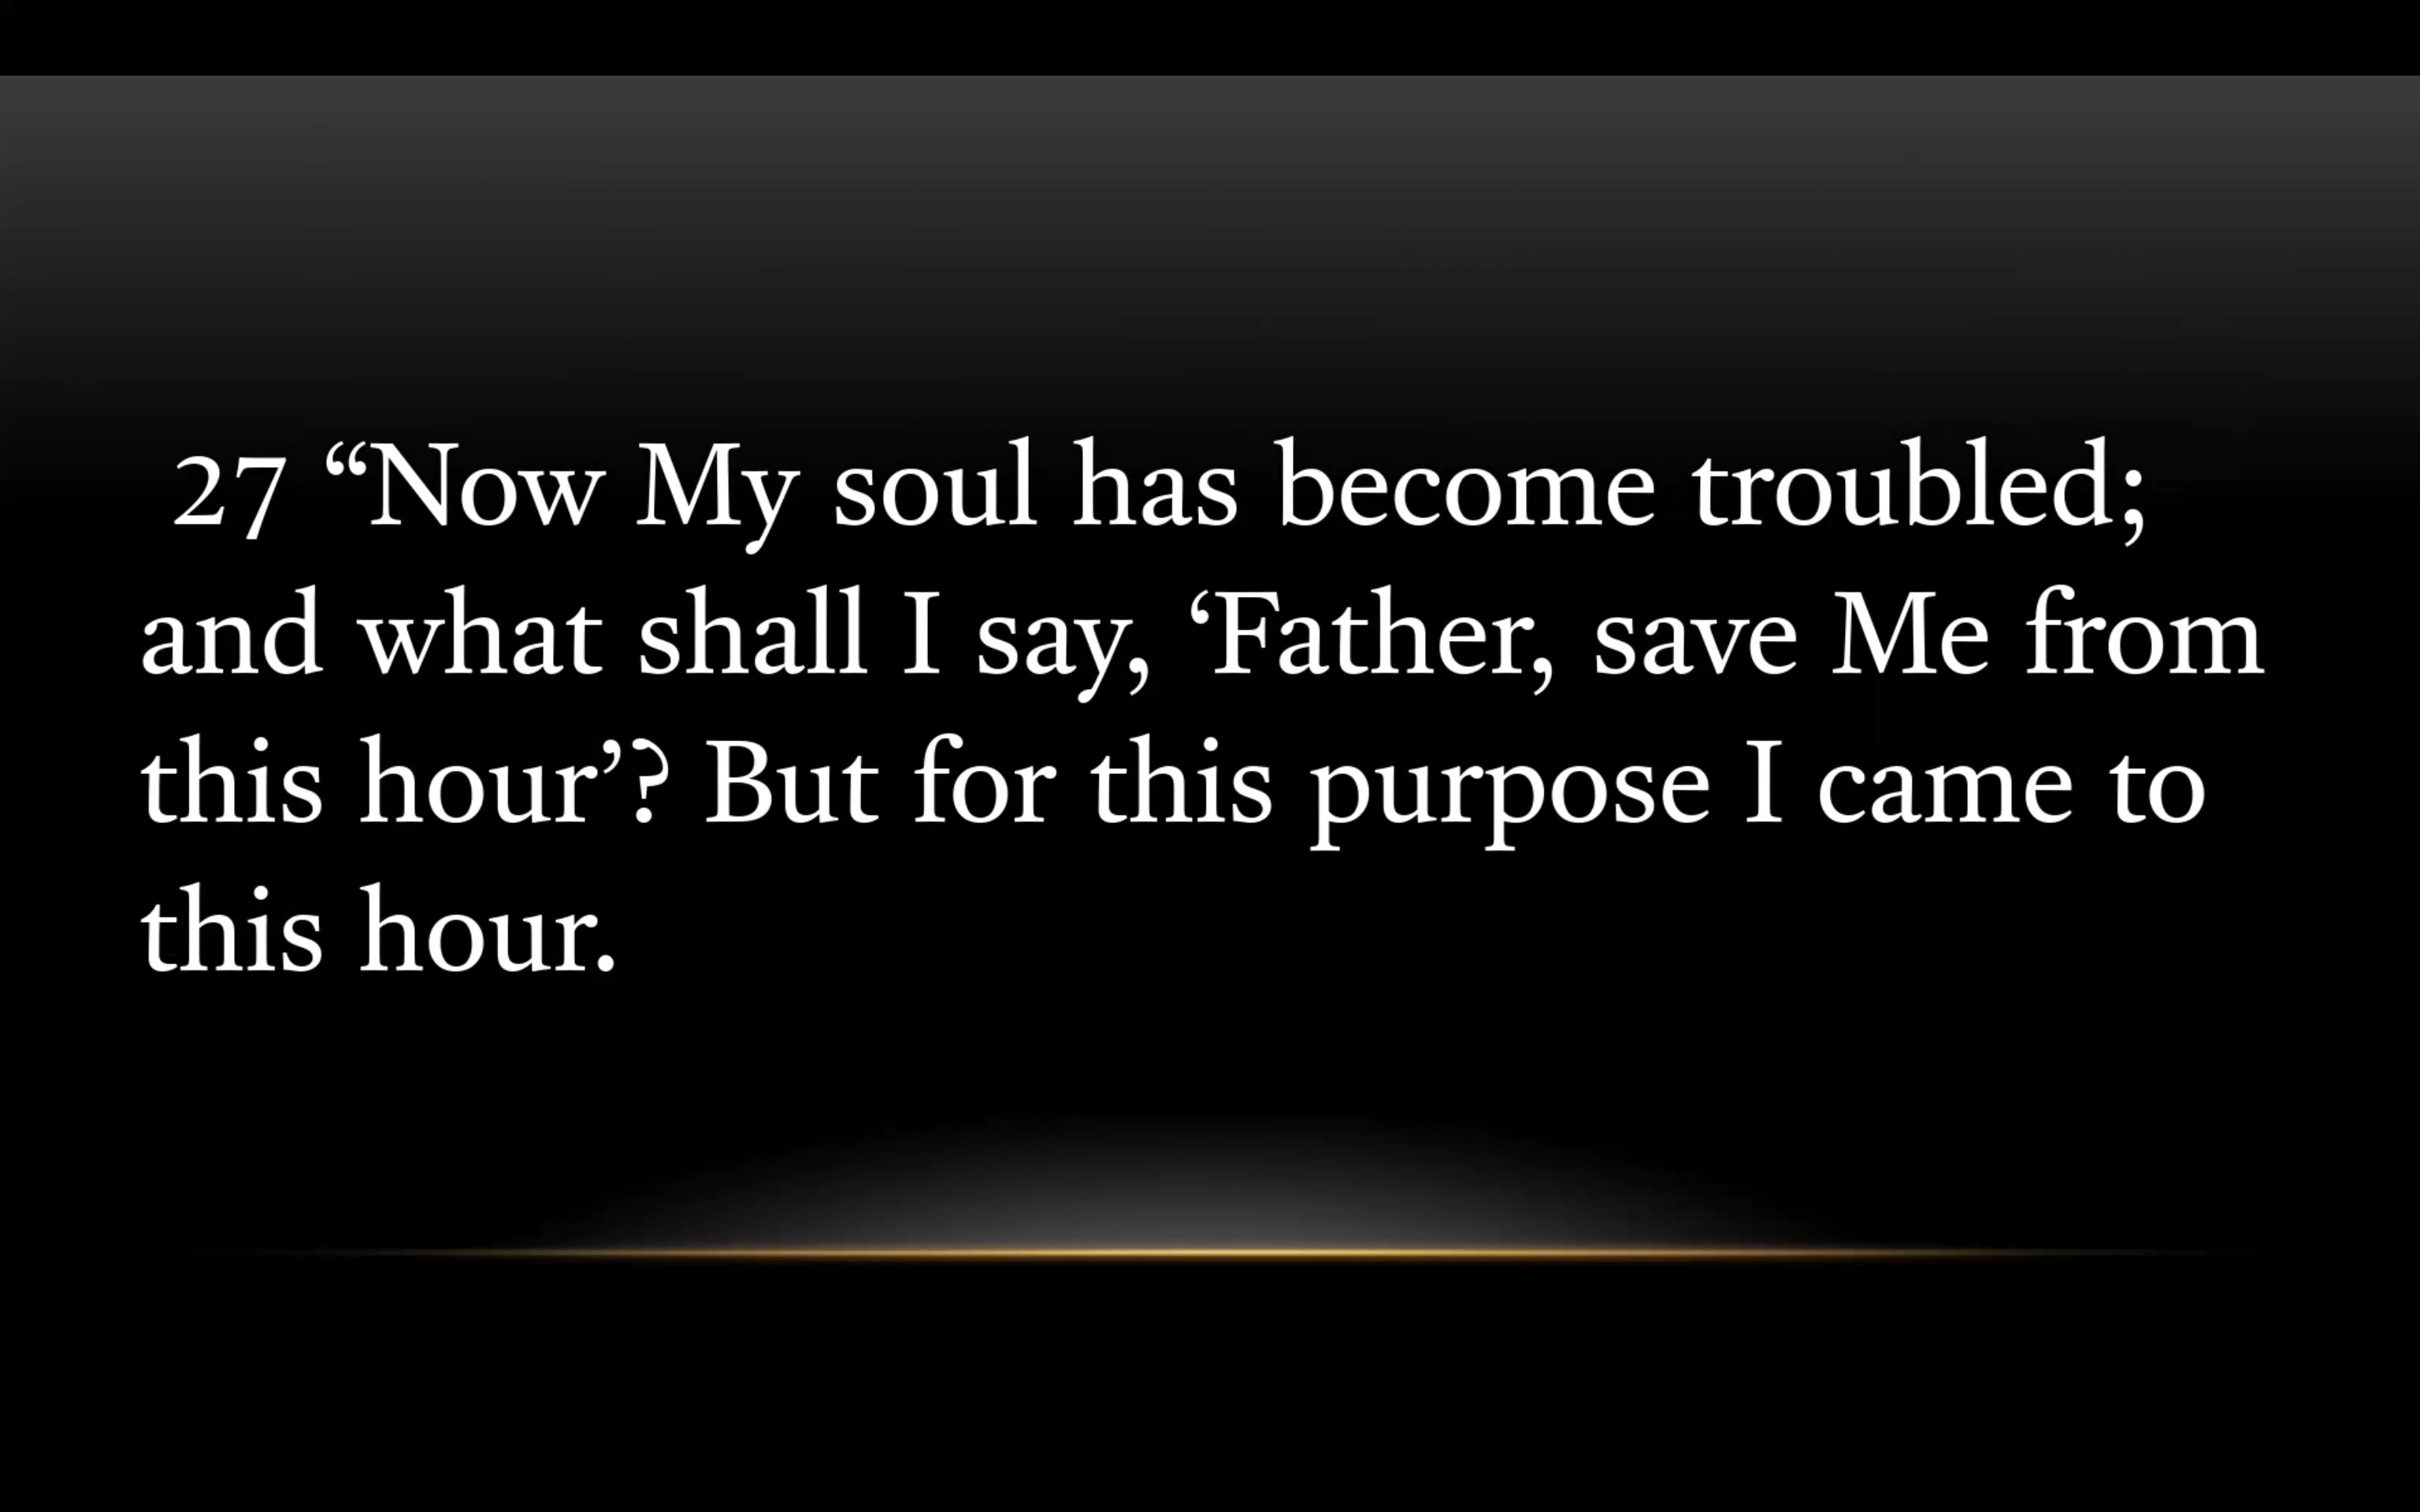 27 “Now My soul has become troubled;
and what shall I say, ‘Father, save Me from
this hour’? But for this purpose I came to
this hour.